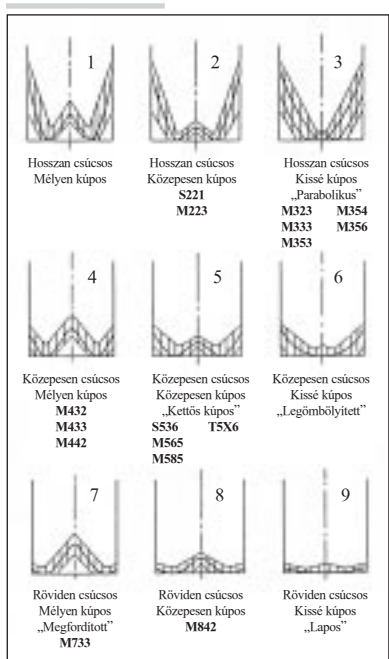 1
Hosszan csúcsos
Mélyen kúpos
2
Hosszan csúcsos
Közepesen kúpos
S221
M223
3
Hosszan csúcsos
Kissé kúpos
„Parabolikus”
M323 M354
M333 M356
M353
4
Közepesen csúcsos
Mélyen kúpos
M432
M433
M442
5
Közepesen csúcsos
Közepesen kúpos
„Kettős kúpos”
S536 T5X6
M565
M585
6
Közepesen csúcsos
Kissé kúpos
„Legömbölyített”
7
Röviden csúcsos
Mélyen kúpos
„Megfordított”
M733
8
Röviden csúcsos
Közepesen kúpos
M842
9
Röviden csúcsos
Kissé kúpos
„Lapos”